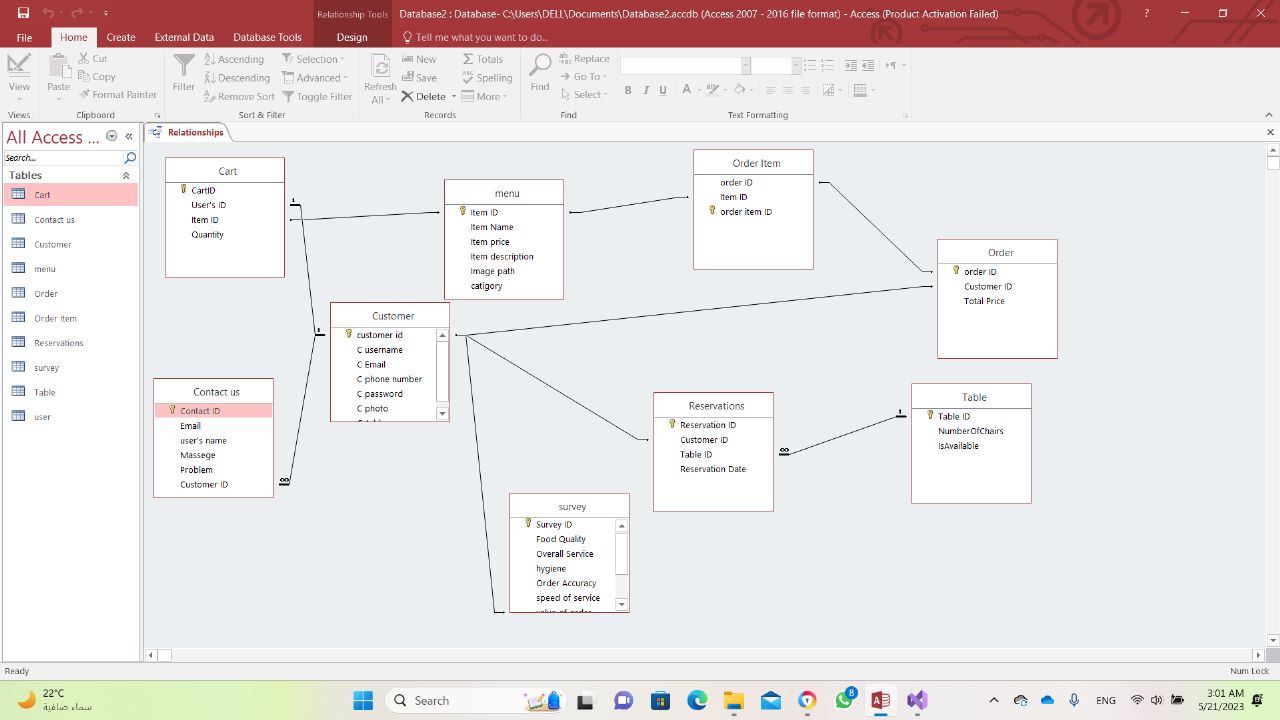 Relationship Tools
Database2 : Database- C:\Users\DELL\Documents\Database2.accdb (Access 2007 - 2016 file format) - Access (Product Activation Failed)
File
Home
Create
External Data
Database Tools
Design
Tell me what you want to do...
View
Views
Paste
Cut
Copy
Format Painter
Clipboard
Filter
Ascending
Descending
Remove Sort
Selection
Advanced
Toggle Filter
Sort & Filter
Refresh
All
New
Save
Delete
Totals
Spelling
More
Records
Find
Replace
Go To
Select
Find
B I U
A
Text Formatting
All Access ...
Search...
Tables
Cart
Contact us
Customer
menu
Order
Order Item
Reservations
survey
Table
user
Relationships
Cart
CartID
User's ID
Item ID
Quantity
1
menu
Item ID
Item Name
Item price
Item description
Image path
catigory
Order Item
order ID
Item ID
order item ID
Order
order ID
Customer ID
Total Price
Customer
customer id
C username
C Email
C phone number
C password
C photo
1
Contact us
Contact ID
Email
user's name
Massege
Problem
Customer ID
∞
Reservations
Reservation ID
Customer ID
Table ID
Reservation Date
∞
Table
Table ID
NumberOfChairs
IsAvailable
1
survey
Survey ID
Food Quality
Overall Service
hygiene
Order Accuracy
speed of service
value of order
Ready
Num Lock
22°C
سماء صافية
Search
8
ENG
3:01 AM
5/21/2023